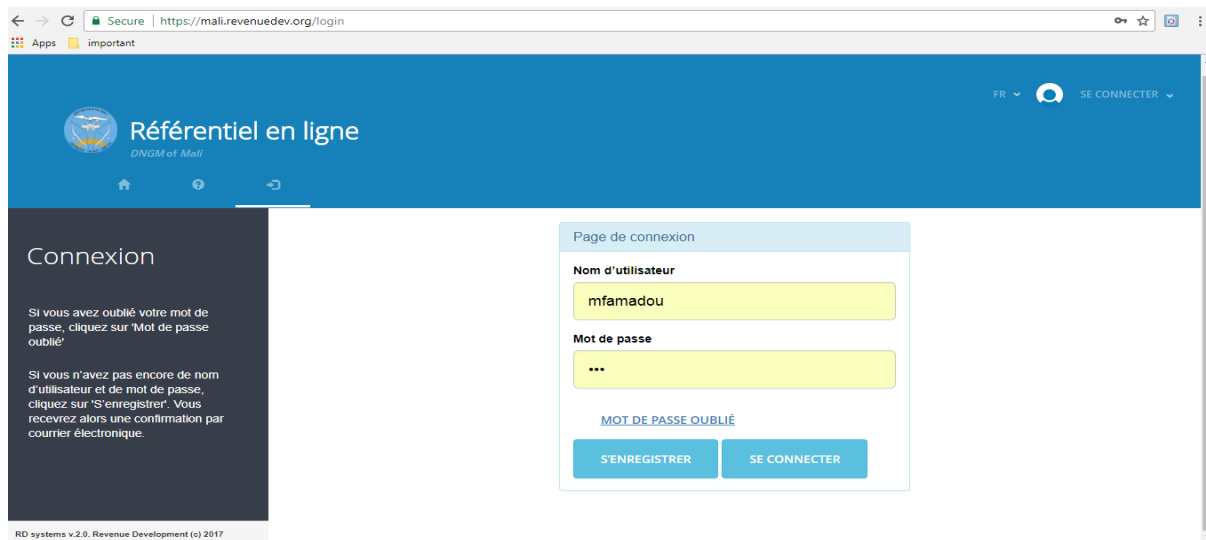 Secure | https://mali.revenuedev.org/login
Apps important
FR SE CONNECTER
Référentiel en ligne
DNGM of Mali
Connexion
Si vous avez oublié votre mot de
passe, cliquez sur 'Mot de passe
oublié'
Si vous n'avez pas encore de nom
d'utilisateur et de mot de passe,
cliquez sur 'S'enregistrer'. Vous
recevrez alors une confirmation par
courrier électronique.
Page de connexion
Nom d'utilisateur
mfamadou
Mot de passe
•••
MOT DE PASSE OUBLIÉ
S'ENREGISTRER SE CONNECTER
RD systems v.2.0. Revenue Development (c) 2017